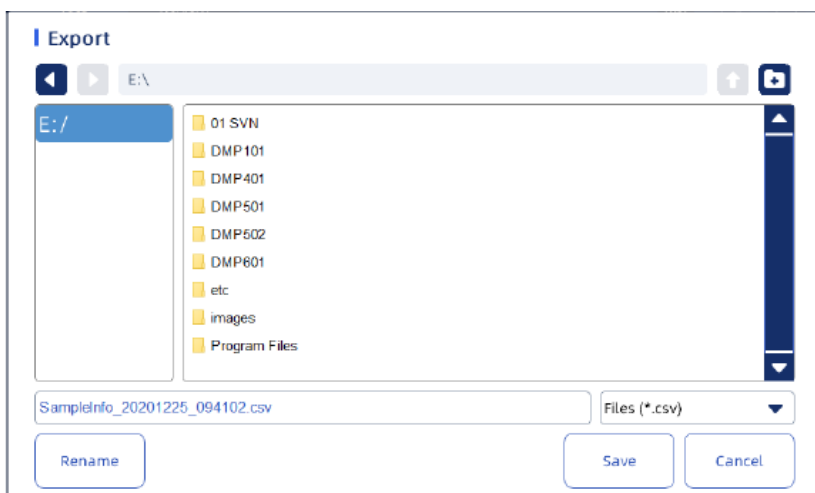 Export
E:\
E:/
01 SVN
DMP101
DMP401
DMP501
DMP502
DMP601
etc
images
Program Files
SampleInfo_20201225_094102.csv
Files (*.csv)
Rename
Save
Cancel